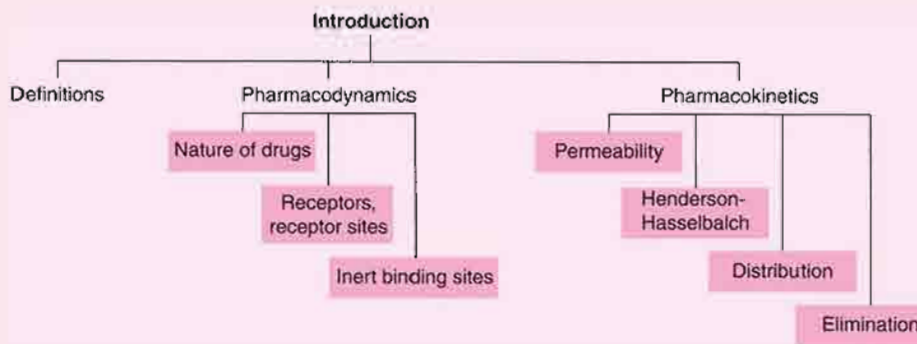 Introduction
Definitions
Pharmacodynamics
Pharmacokinetics
Nature of drugs
Permeability
Receptors,
receptor sites
Henderson-
Hasselbalch
Inert binding sites
Distribution
Elimination